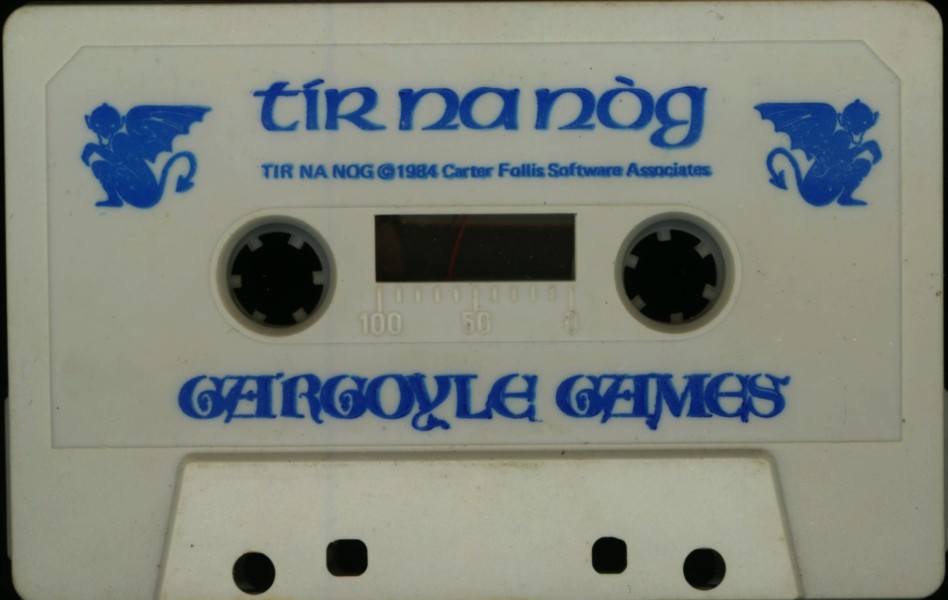 tír na nòg
TIR NA NOG ©1984 Carter Follis Software Associates
100 50 0
GARGOYLE GAMES